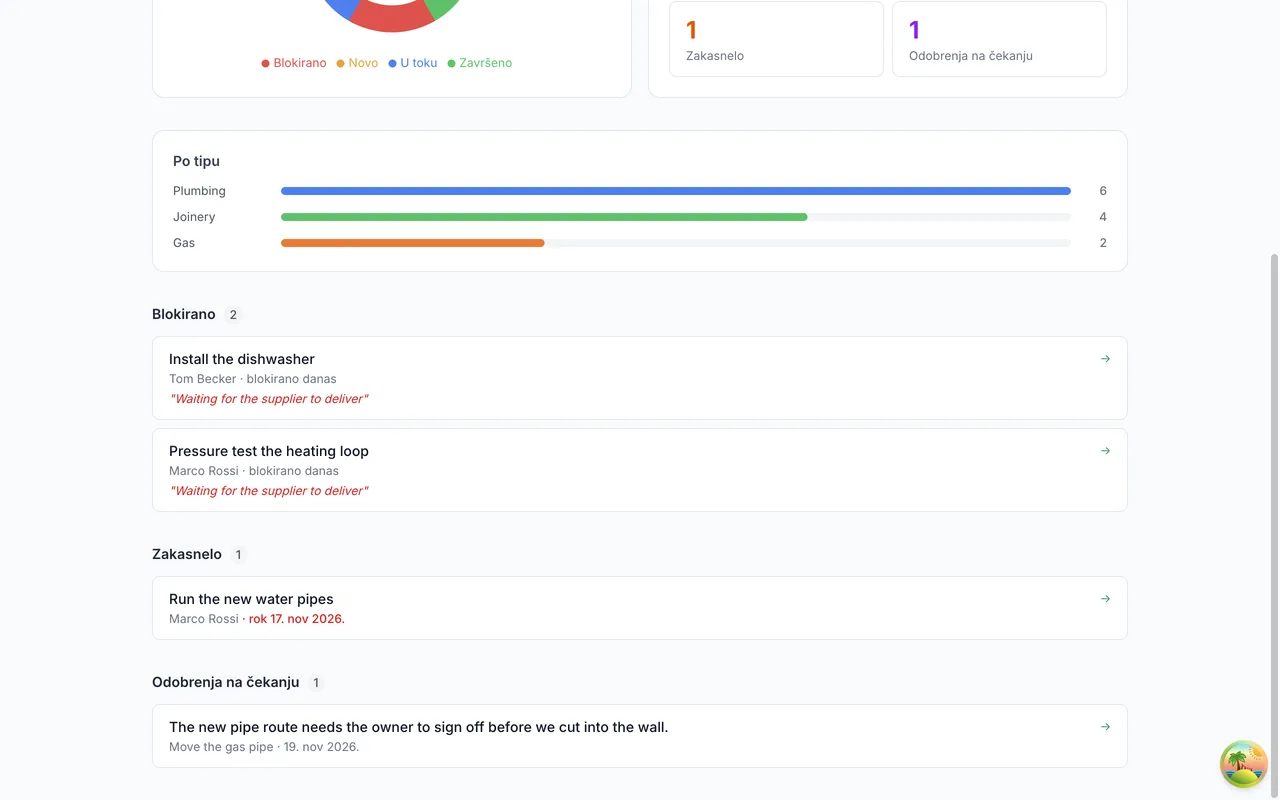 Blokirano Novo U toku Završeno
1
Zakasnelo
1
Odobrenja na čekanju
Po tipu
Plumbing 6
Joinery 4
Gas 2
Blokirano 2
Install the dishwasher →
Tom Becker · blokirano danas
"Waiting for the supplier to deliver"
Pressure test the heating loop →
Marco Rossi · blokirano danas
"Waiting for the supplier to deliver"
Zakasnelo 1
Run the new water pipes →
Marco Rossi · rok 17. nov 2026.
Odobrenja na čekanju 1
The new pipe route needs the owner to sign off before we cut into the wall. →
Move the gas pipe · 19. nov 2026.